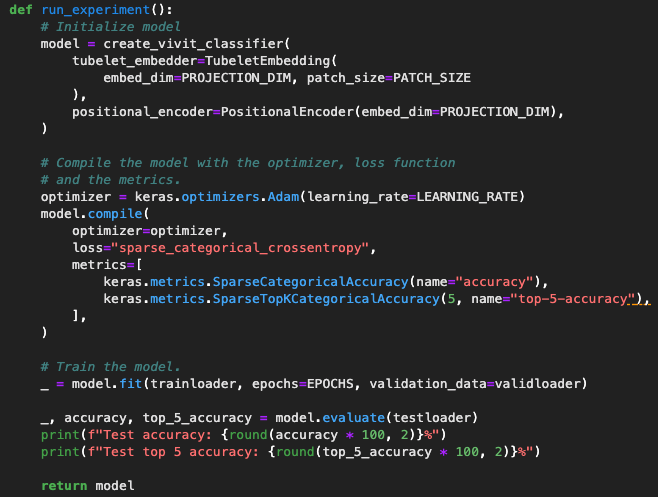 def run_experiment():
    # Initialize model
    model = create_vivit_classifier(
        tubelet_embedder=TubeletEmbedding(
            embed_dim=PROJECTION_DIM, patch_size=PATCH_SIZE
        ),
        positional_encoder=PositionalEncoder(embed_dim=PROJECTION_DIM),
    )

    # Compile the model with the optimizer, loss function
    # and the metrics.
    optimizer = keras.optimizers.Adam(learning_rate=LEARNING_RATE)
    model.compile(
        optimizer=optimizer,
        loss="sparse_categorical_crossentropy",
        metrics=[
            keras.metrics.SparseCategoricalAccuracy(name="accuracy"),
            keras.metrics.SparseTopKCategoricalAccuracy(5, name="top-5-accuracy"),
        ],
    )

    # Train the model.
    _ = model.fit(trainloader, epochs=EPOCHS, validation_data=validloader)

    _, accuracy, top_5_accuracy = model.evaluate(testloader)
    print(f"Test accuracy: {round(accuracy * 100, 2)}%")
    print(f"Test top 5 accuracy: {round(top_5_accuracy * 100, 2)}%")

    return model